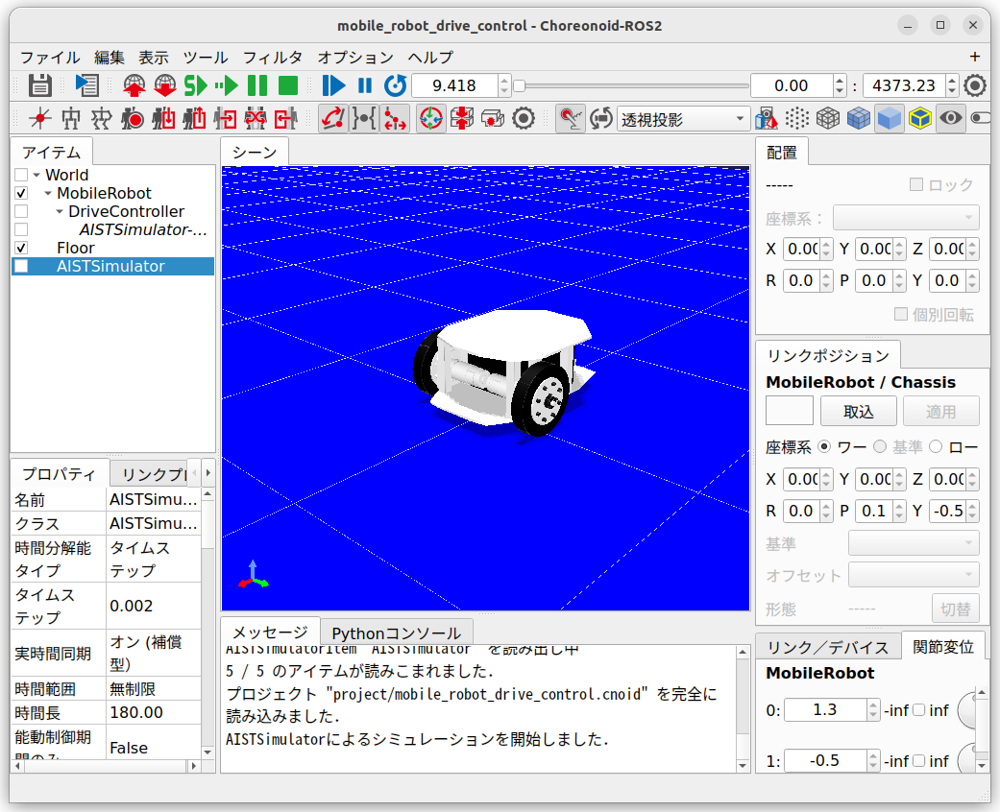 mobile_robot_drive_control - Choreonoid-ROS2
ファイル 編集 表示 ツール フィルタ オプション ヘルプ +
9.418 0.00 : 4373.23
透視投影
アイテム
World
MobileRobot
DriveController
AISTSimulator-...
Floor
AISTSimulator
シーン
配置
----- ロック
座標系：
X 0.00 Y 0.00 Z 0.00
R 0.0 P 0.0 Y 0.0
個別回転
リンクポジション
MobileRobot / Chassis
取込 適用
座標系 ワー 基準 ロー
X 0.00 Y 0.00 Z 0.00
R 0.0 P 0.1 Y -0.5
基準
オフセット
形態 ----- 切替
プロパティ リンクプロ
名前 AISTSimu...
クラス AISTSimu...
時間分解能タイプ タイムステップ
タイムステップ 0.002
実時間同期 オン (補償型)
時間範囲 無制限
時間長 180.00
能動制御期間のみ False
メッセージ Pythonコンソール
AISTSimulatorItem "AISTSimulator" を読み出し中
5 / 5 のアイテムが読みこまれました．
プロジェクト "project/mobile_robot_drive_control.cnoid" を完全に
読み込みました．
AISTSimulatorによるシミュレーションを開始しました．
リンク／デバイス 関節変位
MobileRobot
0: 1.3 -inf inf
1: -0.5 -inf inf